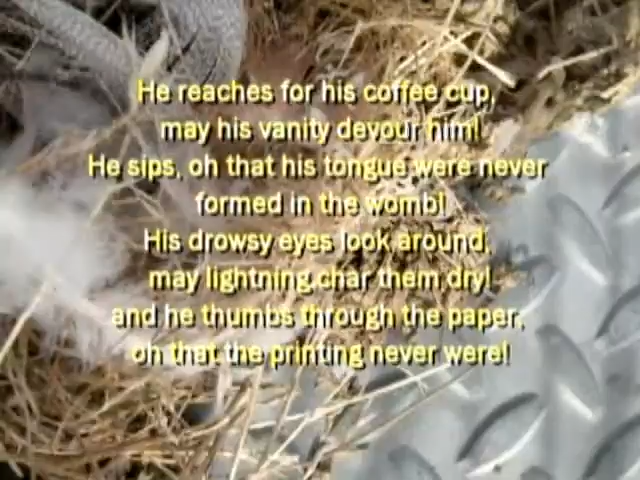 He reaches for his coffee cup,
may his vanity devour him!
He sips, oh that his tongue were never
formed in the womb!
His drowsy eyes look around,
may lightning char them dry!
and he thumbs through the paper,
oh that the printing never were!